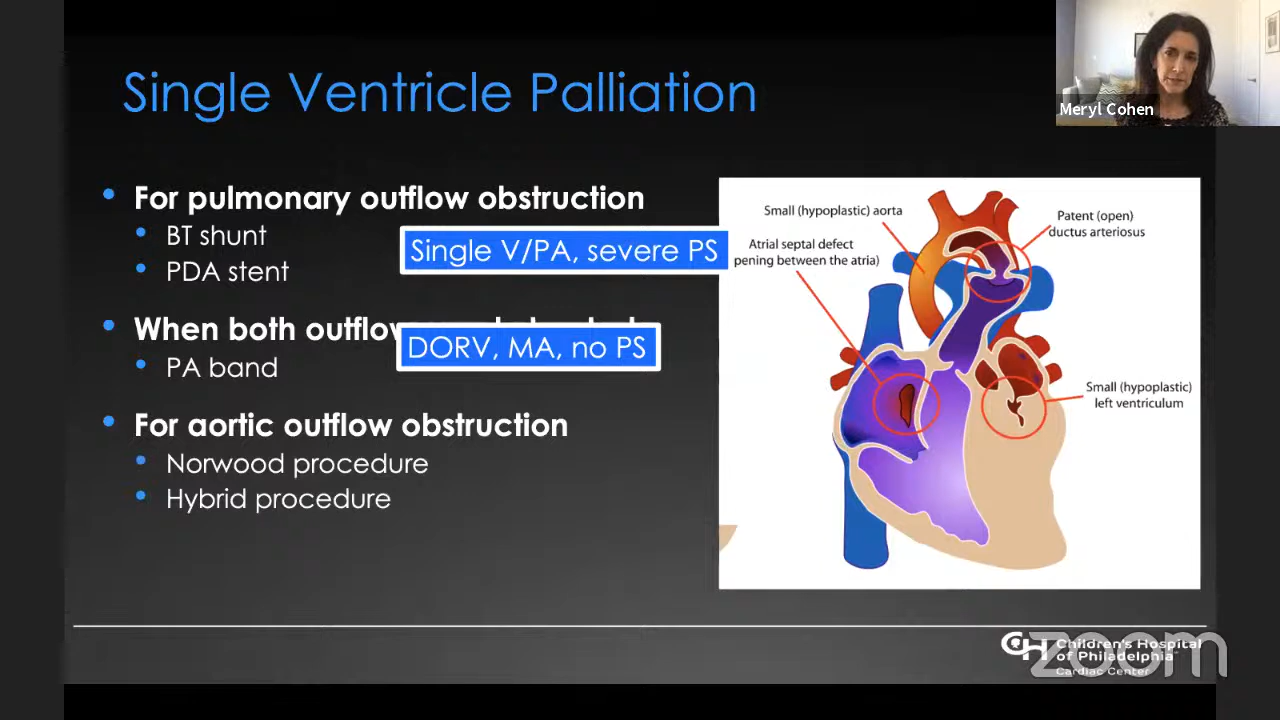 Single Ventricle Palliation
Meryl Cohen
For pulmonary outflow obstruction
BT shunt
PDA stent
Single V/PA, severe PS
When both outflow
DORV, MA, no PS
PA band
For aortic outflow obstruction
Norwood procedure
Hybrid procedure
Small (hypoplastic) aorta
Patent (open)
ductus arteriosus
Atrial septal defect
pening between the atria)
Small (hypoplastic)
left ventriculum
CH
Children's Hospital
of Philadelphia
Cardiac Center
zoom